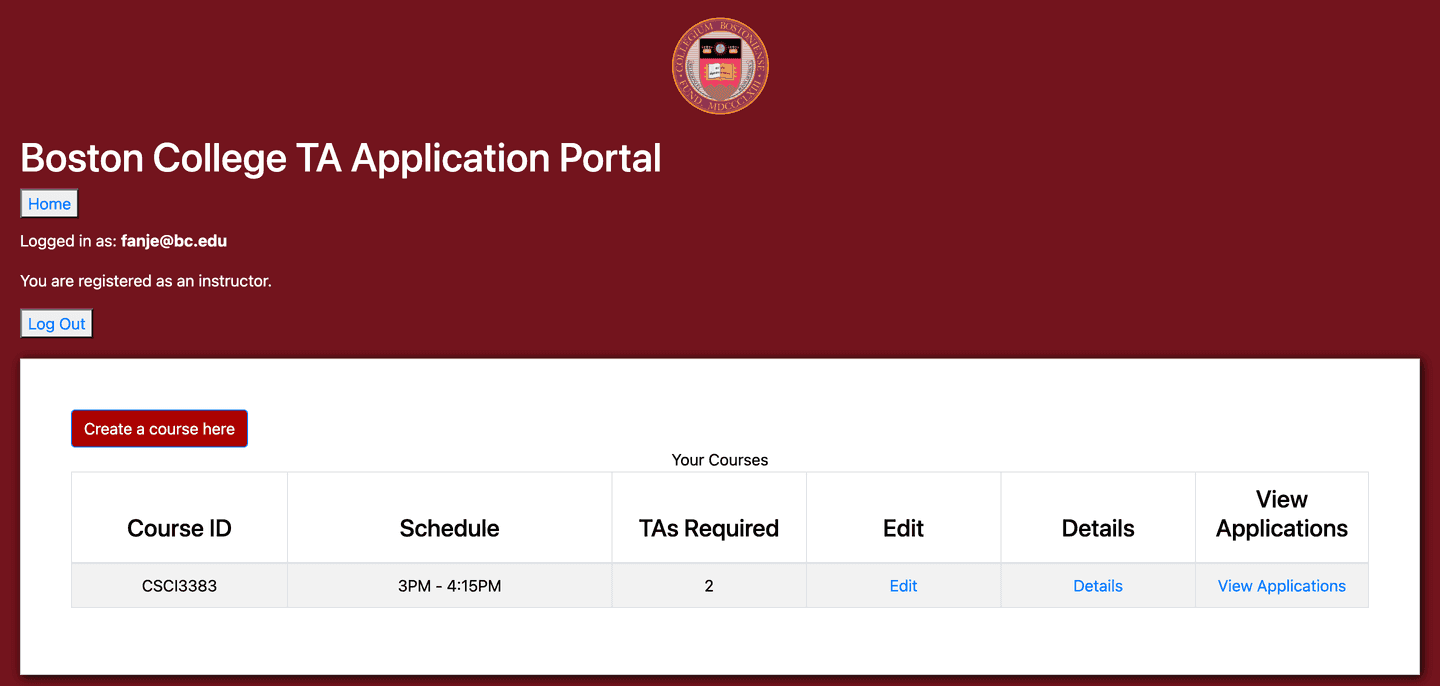 COLLEGIUM BOSTONIENSE
FUND. MDCCCLXIII
Boston College TA Application Portal
Home
Logged in as: fanje@bc.edu
You are registered as an instructor.
Log Out
Create a course here
Your Courses
Course ID Schedule TAs Required Edit Details View Applications
CSCI3383 3PM - 4:15PM 2 Edit Details View Applications